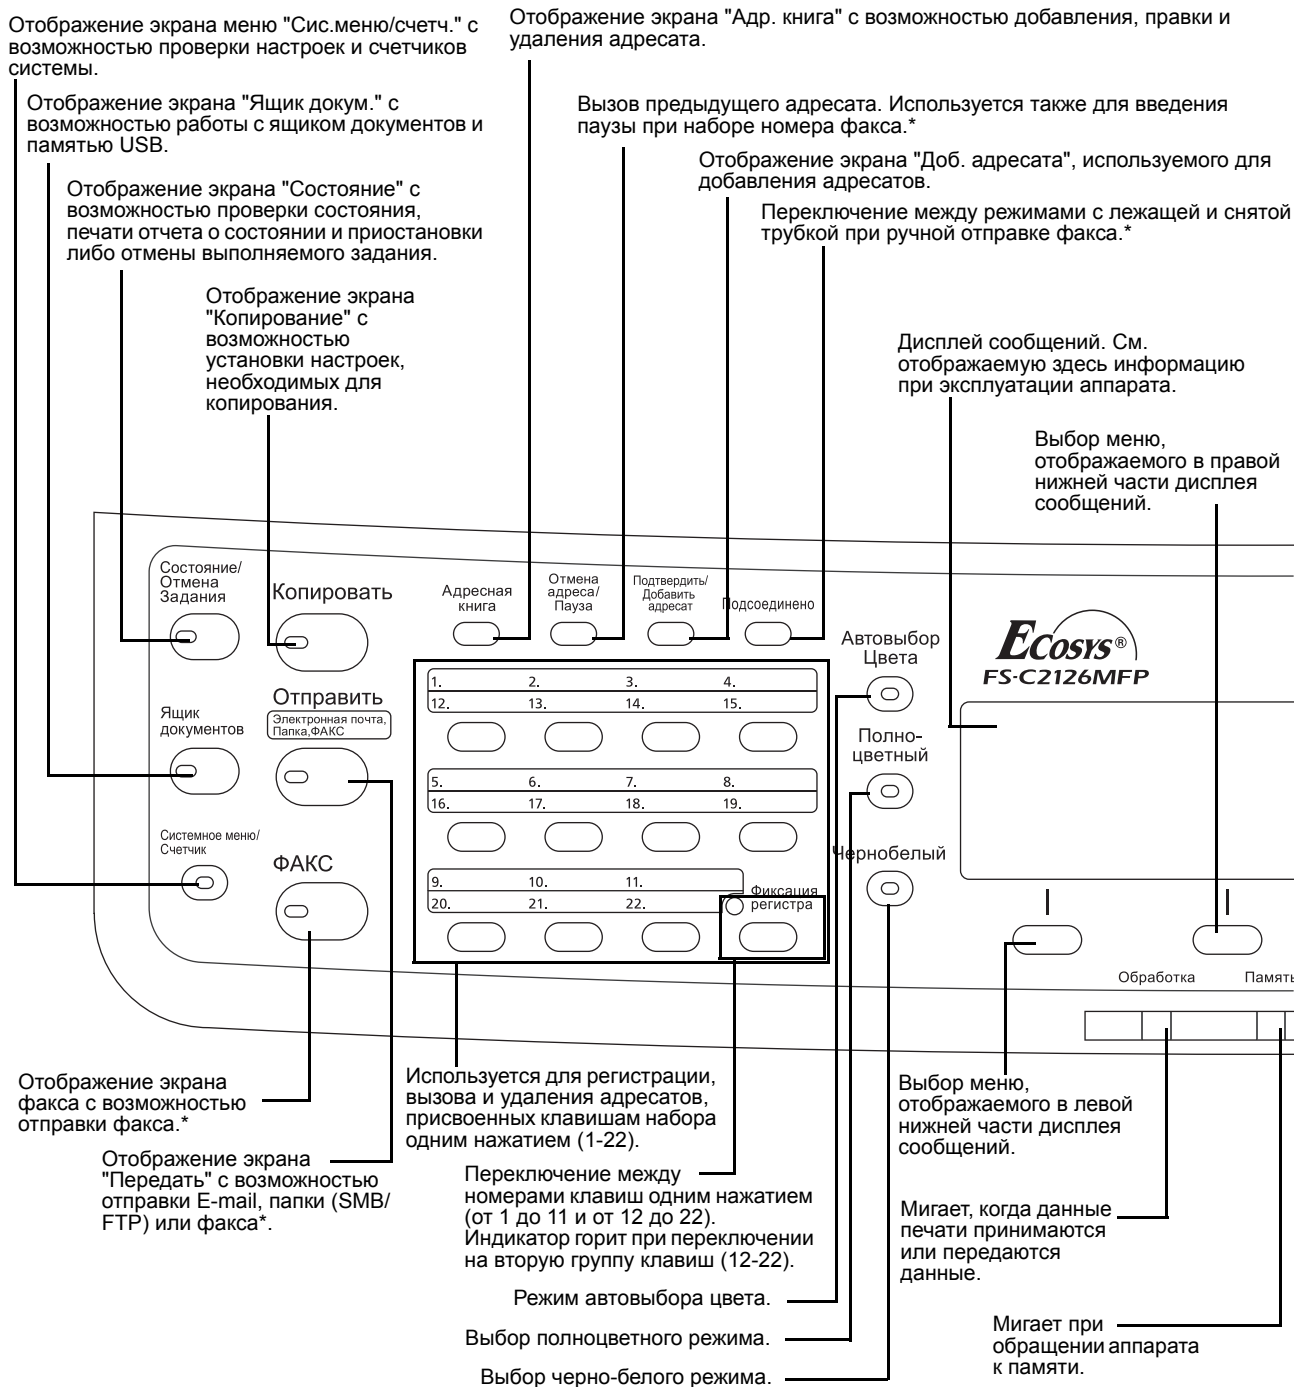 Отображение экрана меню "Сис.меню/счетч." с
возможностью проверки настроек и счетчиков
системы.
Отображение экрана "Адр. книга" с возможностью добавления, правки и
удаления адресата.
Отображение экрана "Ящик докум." с
возможностью работы с ящиком документов и
памятью USB.
Вызов предыдущего адресата. Используется также для введения
паузы при наборе номера факса.*
Отображение экрана "Доб. адресата", используемого для
добавления адресатов.
Отображение экрана "Состояние" с
возможностью проверки состояния,
печати отчета о состоянии и приостановки
либо отмены выполняемого задания.
Переключение между режимами с лежащей и снятой
трубкой при ручной отправке факса.*
Отображение экрана
"Копирование" с
возможностью
установки настроек,
необходимых для
копирования.
Дисплей сообщений. См.
отображаемую здесь информацию
при эксплуатации аппарата.
Выбор меню,
отображаемого в правой
нижней части дисплея
сообщений.
Состояние/
Отмена
Задания
Копировать
Адресная
книга
Отмена
адреса/
Пауза
Подтвердить/
Добавить
адресат
Подсоединено
Автовыбор
Цвета
ECOSYS®
FS-C2126MFP
1. 2. 3. 4.
12. 13. 14. 15.
Отправить
Электронная почта,
Папка,ФАКС
Ящик
документов
Полно-
цветный
5. 6. 7. 8.
16. 17. 18. 19.
Системное меню/
Счетчик
ФАКС
Чернобелый
9. 10. 11.
20. 21. 22.
Фиксация
регистра
Обработка
Память
Отображение экрана
факса с возможностью
отправки факса.*
Используется для регистрации,
вызова и удаления адресатов,
присвоенных клавишам набора
одним нажатием (1-22).
Выбор меню,
отображаемого в левой
нижней части дисплея
сообщений.
Отображение экрана
"Передать" с возможностью
отправки E-mail, папки (SMB/
FTP) или факса*.
Переключение между
номерами клавиш одним нажатием
(от 1 до 11 и от 12 до 22).
Индикатор горит при переключении
на вторую группу клавиш (12-22).
Мигает, когда данные
печати принимаются
или передаются
данные.
Режим автовыбора цвета.
Выбор полноцветного режима.
Выбор черно-белого режима.
Мигает при
обращении аппарата
к памяти.